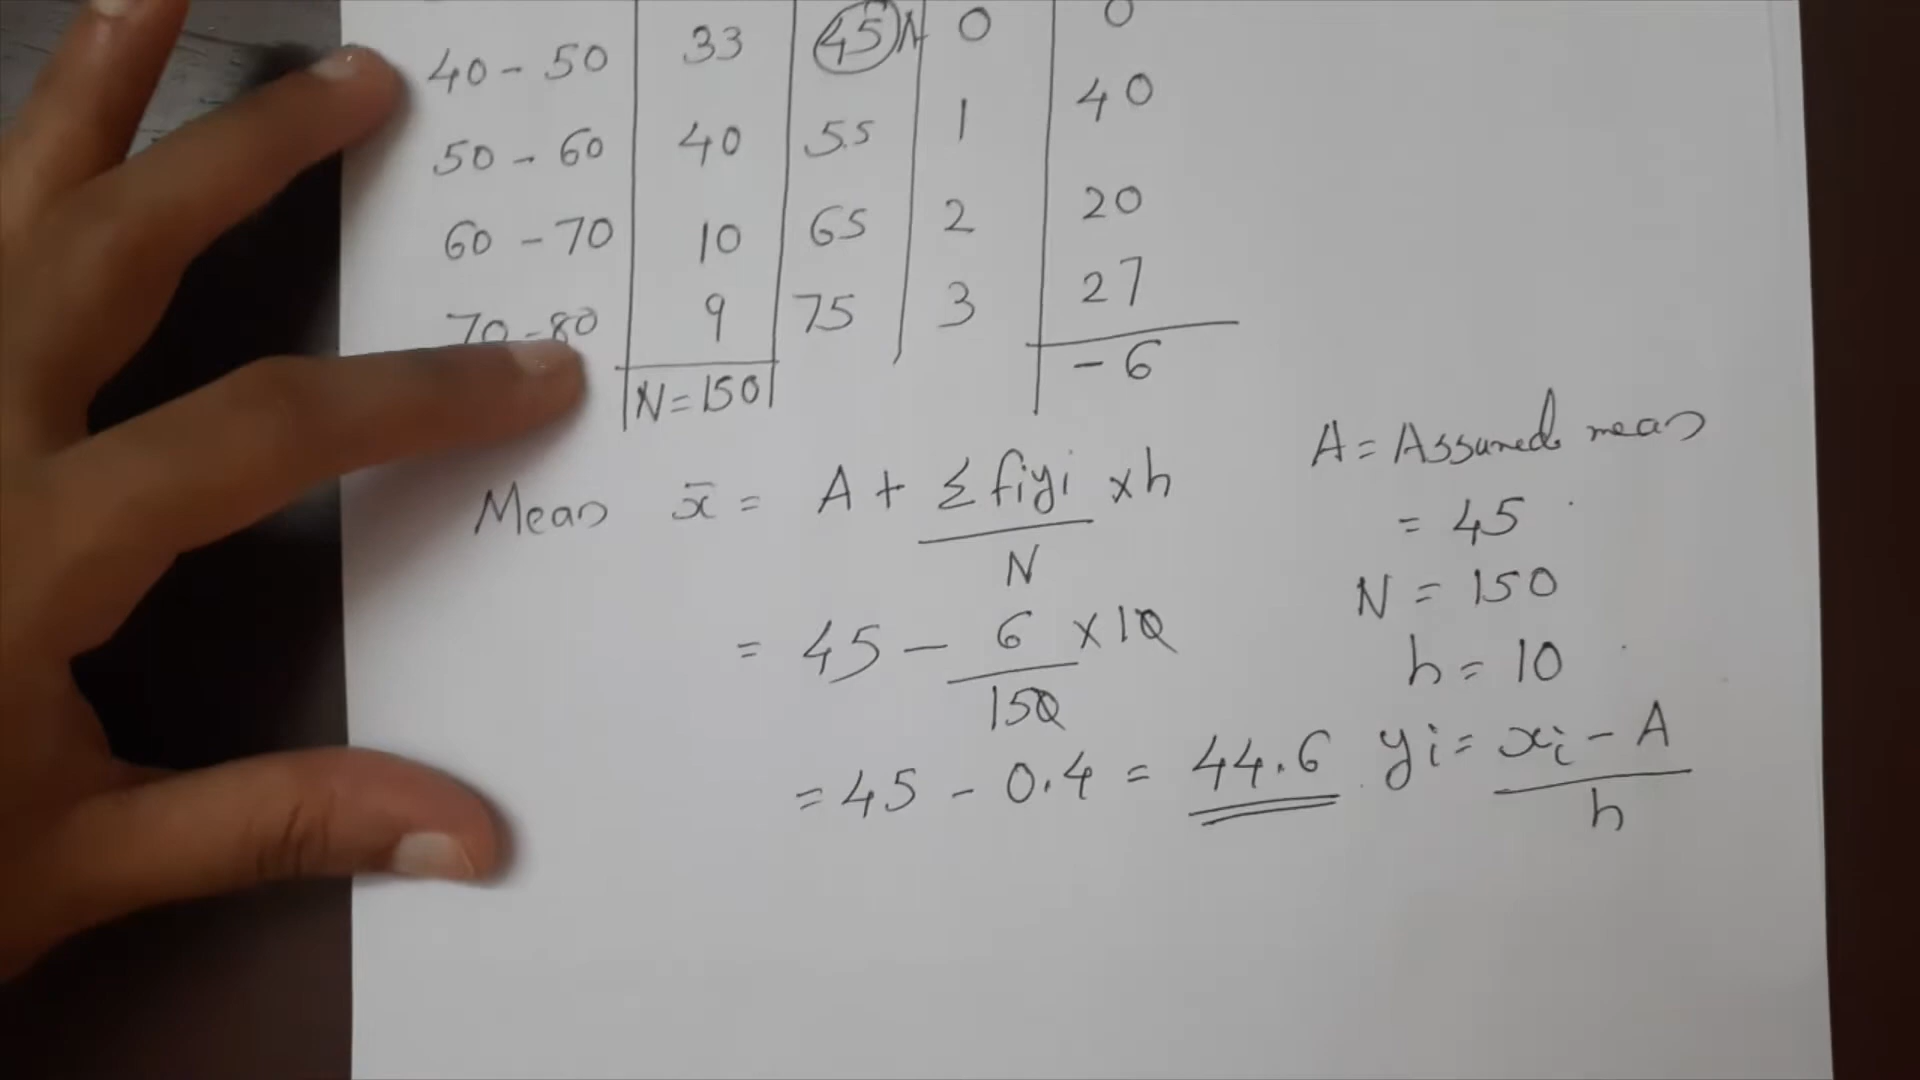 40 - 50 33 45 A 0 0
50 - 60 40 55 1 40
60 - 70 10 65 2 20
70 - 80 9 75 3 27
N = 150 - 6
Mean x̄ = A + Σ fiyi / N × h
= 45 - 6 / 150 × 10
= 45 - 0.4 = 44.6
A = Assumed mean
= 45
N = 150
h = 10
yi = xi - A / h